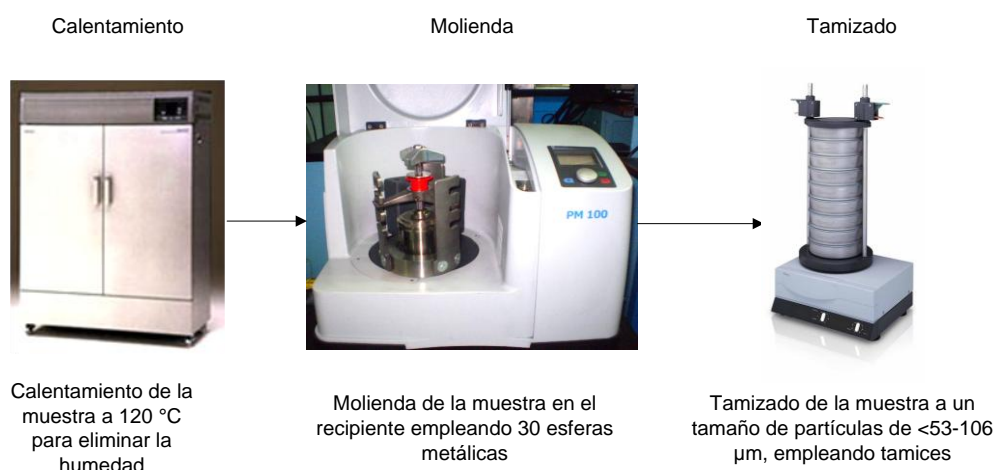 Calentamiento
Molienda
Tamizado
PM 100
Calentamiento de la
muestra a 120 °C
para eliminar la
humedad
Molienda de la muestra en el
recipiente empleando 30 esferas
metálicas
Tamizado de la muestra a un
tamaño de partículas de <53-106
µm, empleando tamices